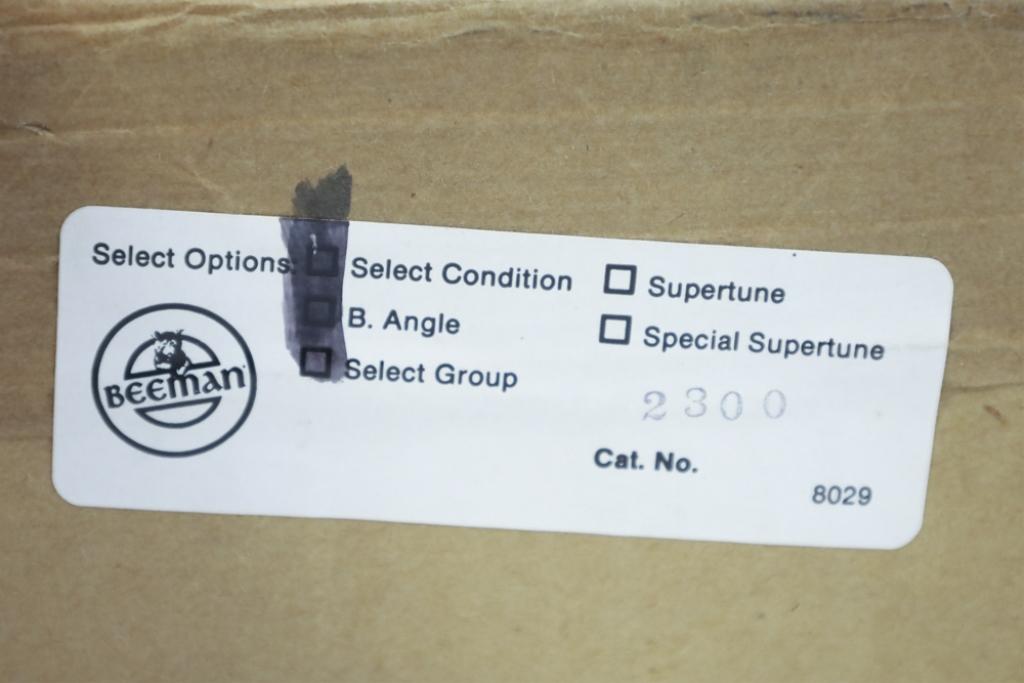 Select Options: ☐ Select Condition ☐ Supertune
☐ B. Angle ☐ Special Supertune
☐ Select Group
BEEMAN
2300
Cat. No.
8029